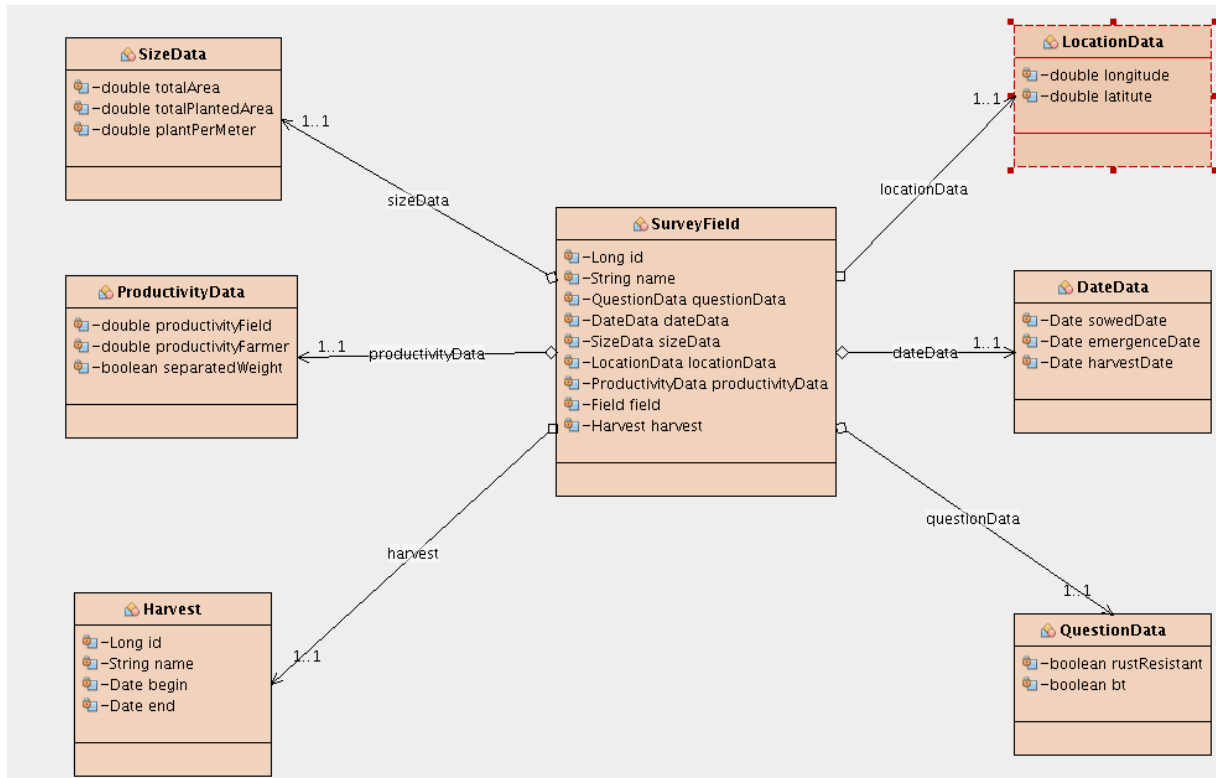 SizeData
-double totalArea
-double totalPlantedArea
-double plantPerMeter
1..1
sizeData
LocationData
-double longitude
-double latitute
1..1
locationData
SurveyField
-Long id
-String name
-QuestionData questionData
-DateData dateData
-SizeData sizeData
-LocationData locationData
-ProductivityData productivityData
-Field field
-Harvest harvest
ProductivityData
-double productivityField
-double productivityFarmer
-boolean separatedWeight
1..1
productivityData
DateData
-Date sowedDate
-Date emergenceDate
-Date harvestDate
1..1
dateData
harvest
1..1
Harvest
-Long id
-String name
-Date begin
-Date end
questionData
1..1
QuestionData
-boolean rustResistant
-boolean bt